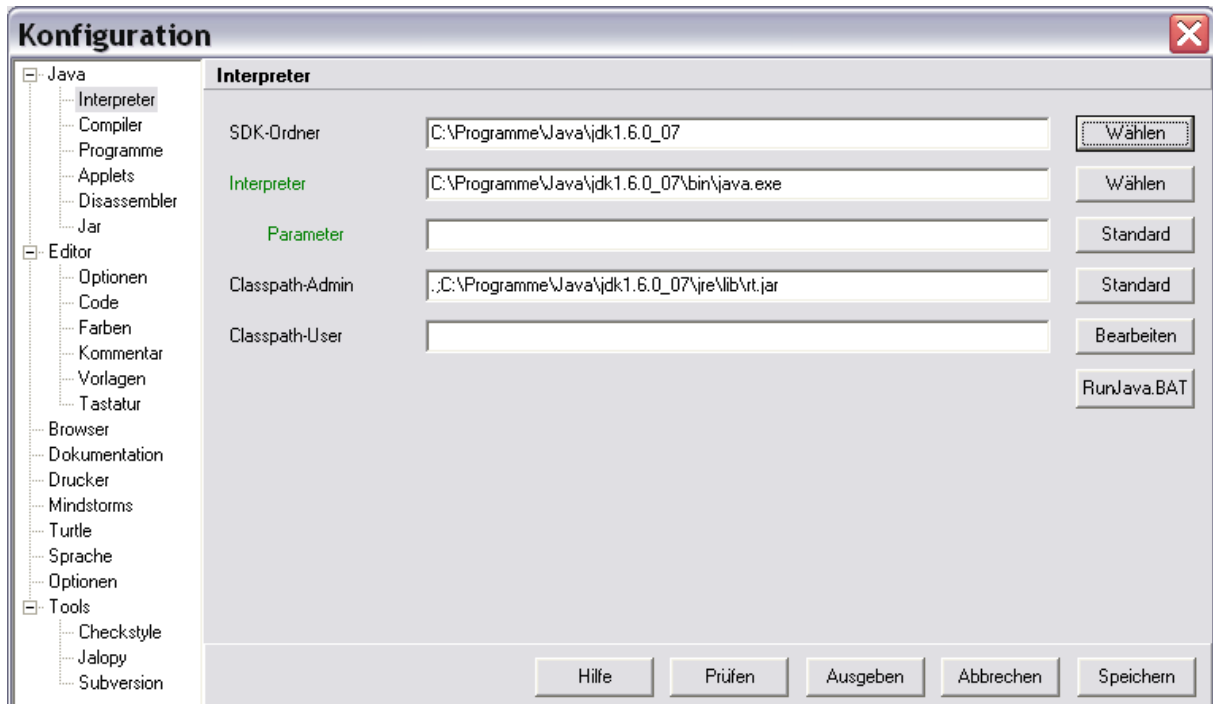 Konfiguration
Java
Interpreter
Compiler
Programme
Applets
Disassembler
Jar
Editor
Optionen
Code
Farben
Kommentar
Vorlagen
Tastatur
Browser
Dokumentation
Drucker
Mindstorms
Turtle
Sprache
Optionen
Tools
Checkstyle
Jalopy
Subversion
Interpreter
SDK-Ordner C:\Programme\Java\jdk1.6.0_07 Wählen
Interpreter C:\Programme\Java\jdk1.6.0_07\bin\java.exe Wählen
Parameter Standard
Classpath-Admin .;C:\Programme\Java\jdk1.6.0_07\jre\lib\rt.jar Standard
Classpath-User Bearbeiten
RunJava.BAT
Hilfe Prüfen Ausgeben Abbrechen Speichern